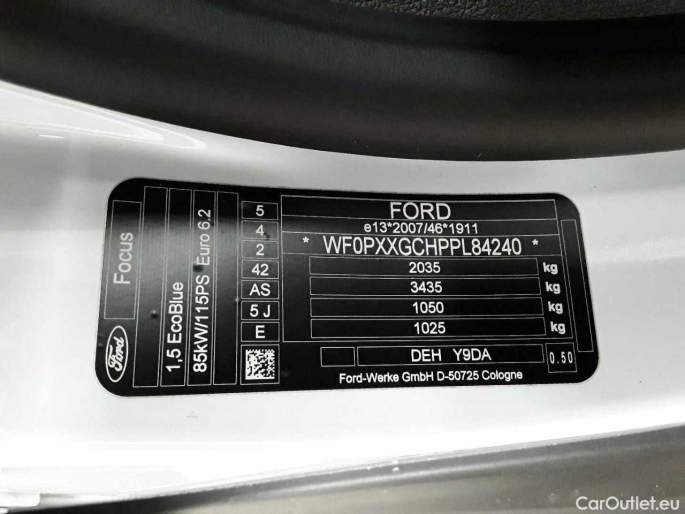 Focus
Ford
1,5 EcoBlue
85kW/115PS Euro 6.2
5
4
2
42
AS
5 J
E
FORD
e13*2007/46*1911
* WF0PXXGCHPPL84240 *
2035 kg
3435 kg
1050 kg
1025 kg
DEH Y9DA
0.50
Ford-Werke GmbH D-50725 Cologne
CarOutlet.eu